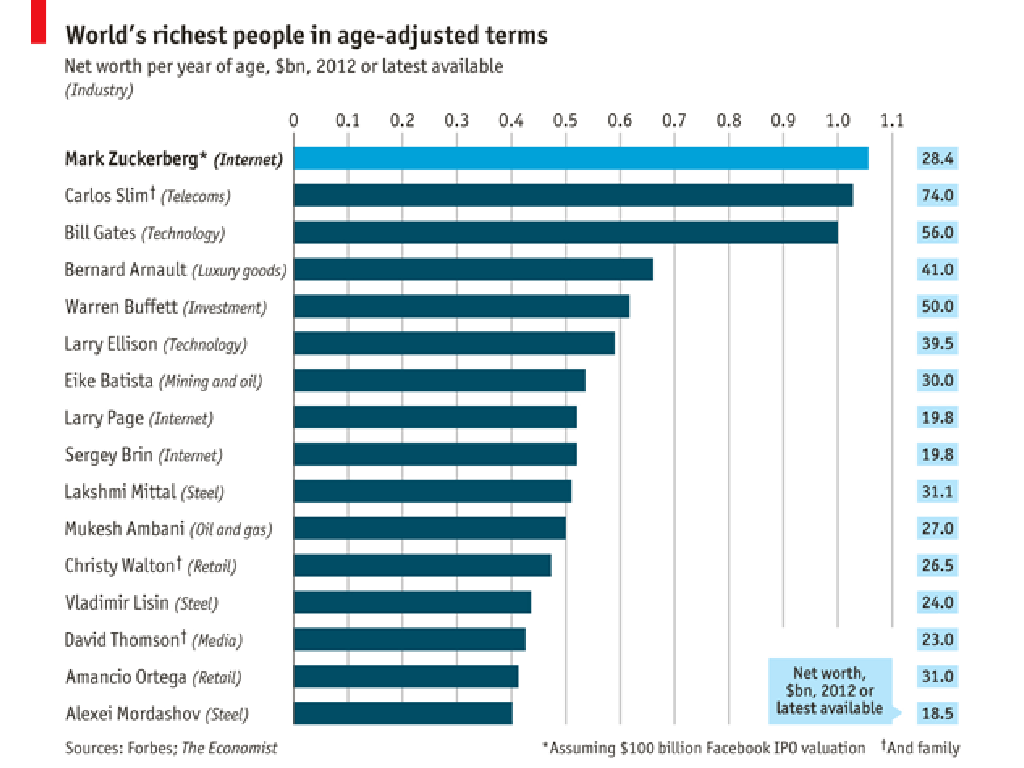 World's richest people in age-adjusted terms
Net worth per year of age, $bn, 2012 or latest available
(Industry)
0 0.1 0.2 0.3 0.4 0.5 0.6 0.7 0.8 0.9 1.0 1.1
Mark Zuckerberg* (Internet) 28.4
Carlos Slim† (Telecoms) 74.0
Bill Gates (Technology) 56.0
Bernard Arnault (Luxury goods) 41.0
Warren Buffett (Investment) 50.0
Larry Ellison (Technology) 39.5
Eike Batista (Mining and oil) 30.0
Larry Page (Internet) 19.8
Sergey Brin (Internet) 19.8
Lakshmi Mittal (Steel) 31.1
Mukesh Ambani (Oil and gas) 27.0
Christy Walton† (Retail) 26.5
Vladimir Lisin (Steel) 24.0
David Thomson† (Media) 23.0
Amancio Ortega (Retail) 31.0
Alexei Mordashov (Steel) 18.5
Net worth,
$bn, 2012 or
latest available
Sources: Forbes; The Economist *Assuming $100 billion Facebook IPO valuation †And family